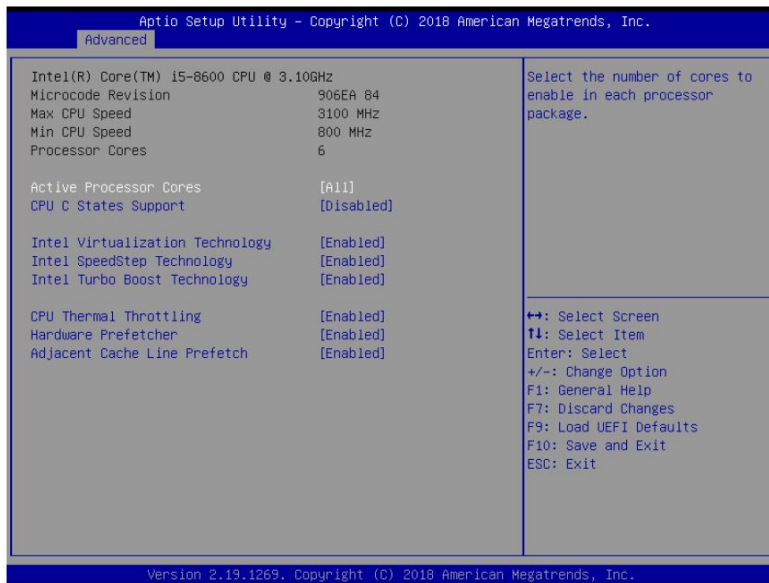 Aptio Setup Utility – Copyright (C) 2018 American Megatrends, Inc.
Advanced
Intel(R) Core(TM) i5-8600 CPU @ 3.10GHz
Microcode Revision 906EA 84
Max CPU Speed 3100 MHz
Min CPU Speed 800 MHz
Processor Cores 6
Active Processor Cores [All]
CPU C States Support [Disabled]
Intel Virtualization Technology [Enabled]
Intel SpeedStep Technology [Enabled]
Intel Turbo Boost Technology [Enabled]
CPU Thermal Throttling [Enabled]
Hardware Prefetcher [Enabled]
Adjacent Cache Line Prefetch [Enabled]
Select the number of cores to
enable in each processor
package.
↔: Select Screen
↑↓: Select Item
Enter: Select
+/-: Change Option
F1: General Help
F7: Discard Changes
F9: Load UEFI Defaults
F10: Save and Exit
ESC: Exit
Version 2.19.1269. Copyright (C) 2018 American Megatrends, Inc.